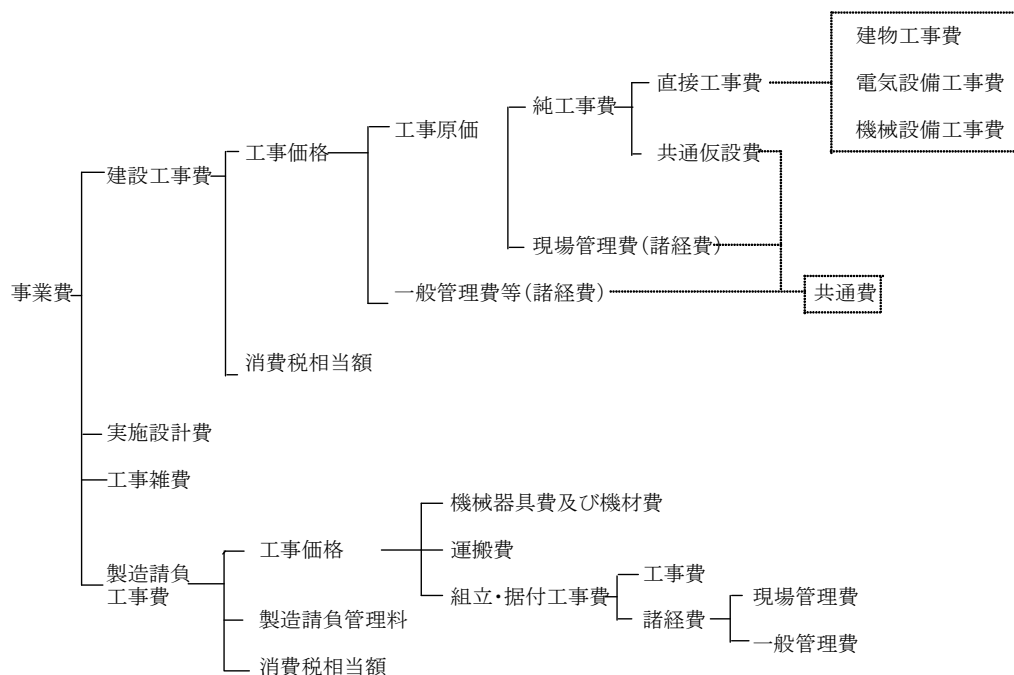 建物工事費
直接工事費
電気設備工事費
純工事費
工事原価
機械設備工事費
工事価格
共通仮設費
建設工事費
現場管理費(諸経費)
事業費
一般管理費等(諸経費)
共通費
消費税相当額
実施設計費
工事雑費
機械器具費及び機材費
工事価格
運搬費
製造請負
工事費
工事費
組立・据付工事費
現場管理費
製造請負管理料
諸経費
一般管理費
消費税相当額